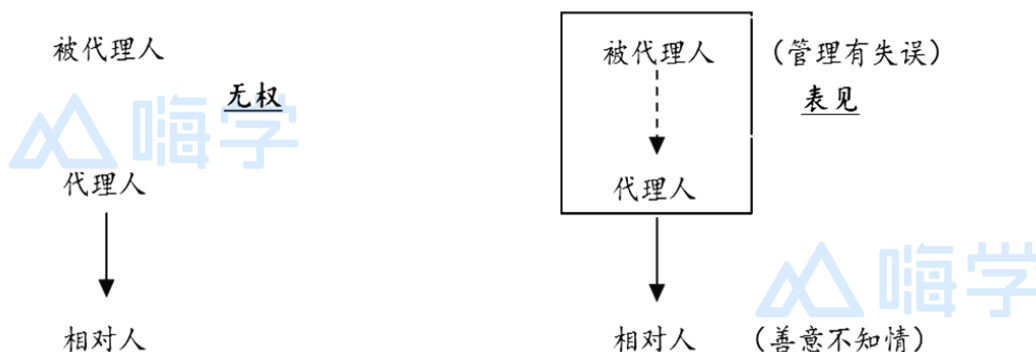 被代理人
无权
嗨学
代理人
相对人
被代理人 (管理有失误)
表见
代理人
嗨学
相对人 (善意不知情)